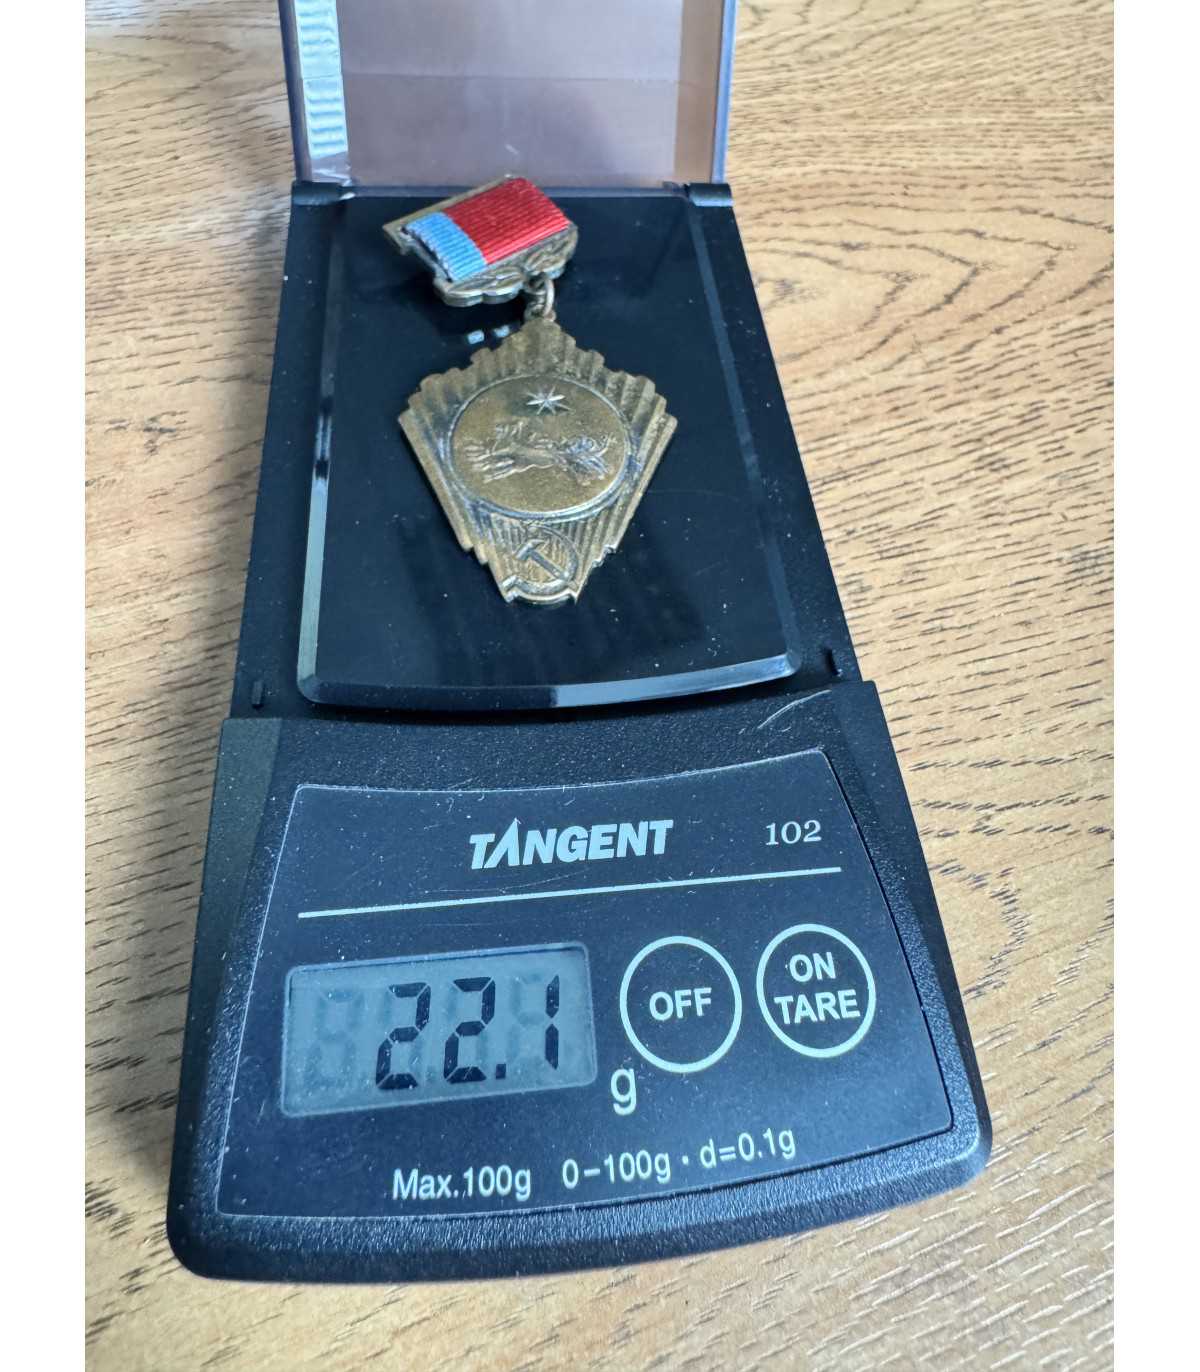 TANGENT 102
22.1 g
OFF
ON
TARE
Max.100g 0-100g · d=0.1g